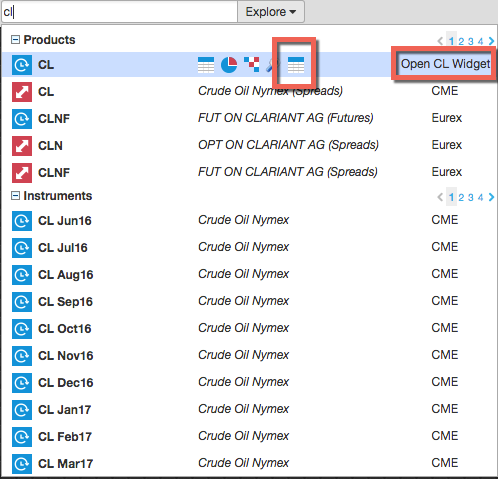 cl Explore
Products 1 2 3 4
CL Open CL Widget
CL Crude Oil Nymex (Spreads) CME
CLNF FUT ON CLARIANT AG (Futures) Eurex
CLN OPT ON CLARIANT AG (Spreads) Eurex
CLNF FUT ON CLARIANT AG (Spreads) Eurex
Instruments 1 2 3 4
CL Jun16 Crude Oil Nymex CME
CL Jul16 Crude Oil Nymex CME
CL Aug16 Crude Oil Nymex CME
CL Sep16 Crude Oil Nymex CME
CL Oct16 Crude Oil Nymex CME
CL Nov16 Crude Oil Nymex CME
CL Dec16 Crude Oil Nymex CME
CL Jan17 Crude Oil Nymex CME
CL Feb17 Crude Oil Nymex CME
CL Mar17 Crude Oil Nymex CME